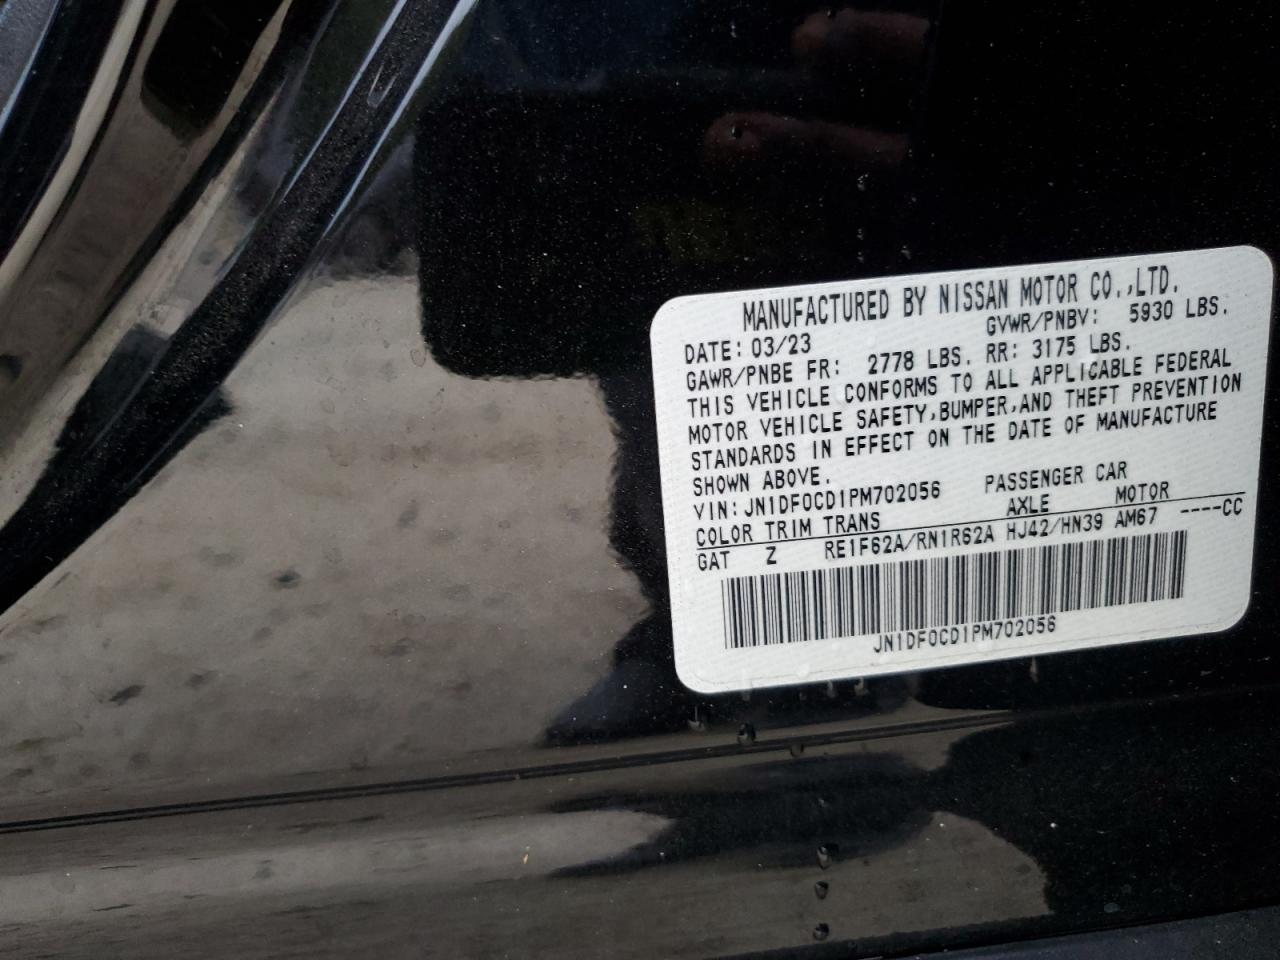 MANUFACTURED BY NISSAN MOTOR CO.,LTD.
DATE: 03/23 GVWR/PNBV: 5930 LBS.
GAWR/PNBE FR: 2778 LBS. RR: 3175 LBS.
THIS VEHICLE CONFORMS TO ALL APPLICABLE FEDERAL
MOTOR VEHICLE SAFETY,BUMPER,AND THEFT PREVENTION
STANDARDS IN EFFECT ON THE DATE OF MANUFACTURE
SHOWN ABOVE.
VIN:JN1DF0CD1PM702056 PASSENGER CAR
COLOR TRIM TRANS AXLE MOTOR
GAT Z RE1F62A/RN1R62A HJ42/HN39 AM67 ----CC
JN1DF0CD1PM702056